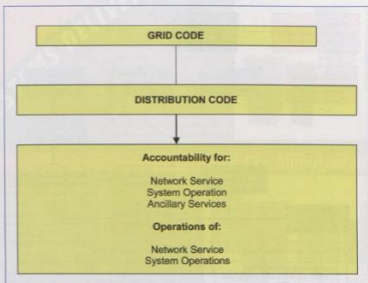 GRID CODE
DISTRIBUTION CODE
Accountability for:
Network Service
System Operation
Ancillary Services
Operations of:
Network Service
System Operations